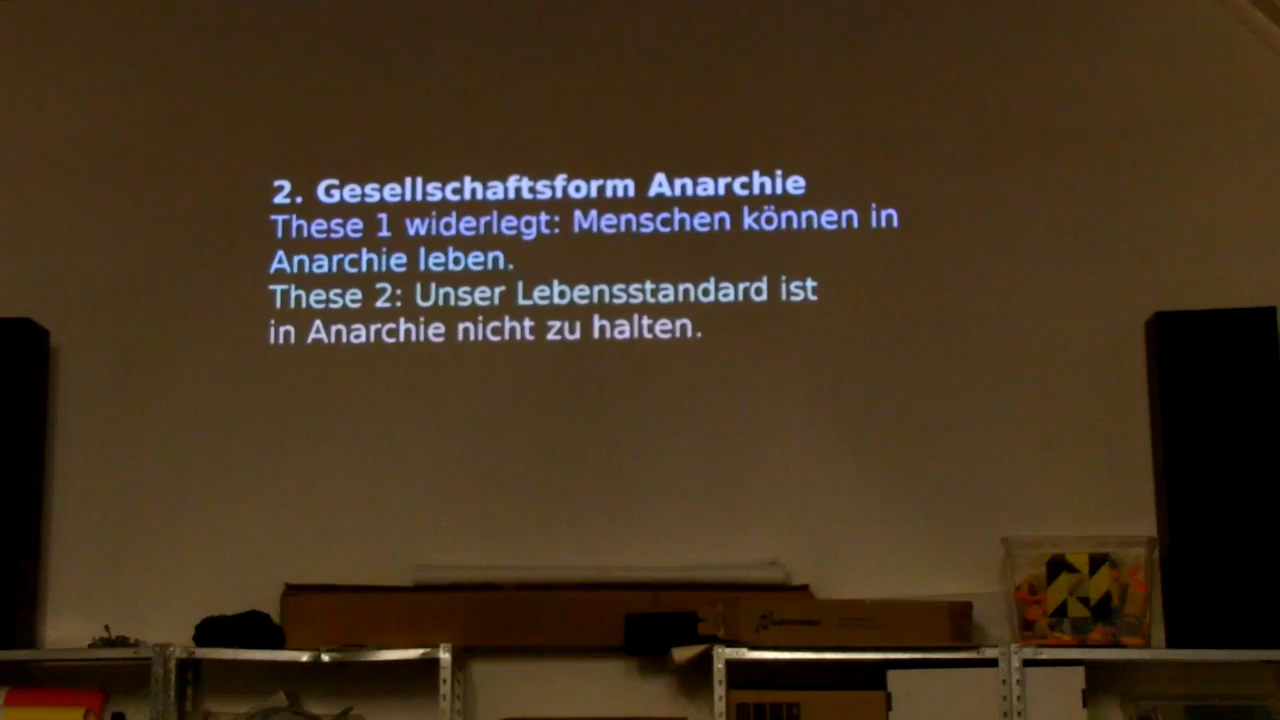 2. Gesellschaftsform Anarchie
These 1 widerlegt: Menschen können in
Anarchie leben.
These 2: Unser Lebensstandard ist
in Anarchie nicht zu halten.